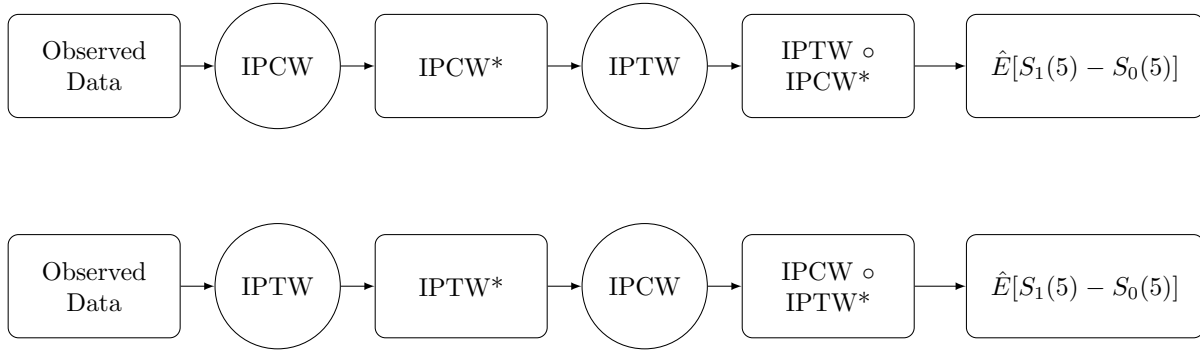 Observed
Data
IPCW
IPCW*
IPTW
IPTW ∘
IPCW*
Ê[S₁(5) − S₀(5)]
Observed
Data
IPTW
IPTW*
IPCW
IPCW ∘
IPTW*
Ê[S₁(5) − S₀(5)]